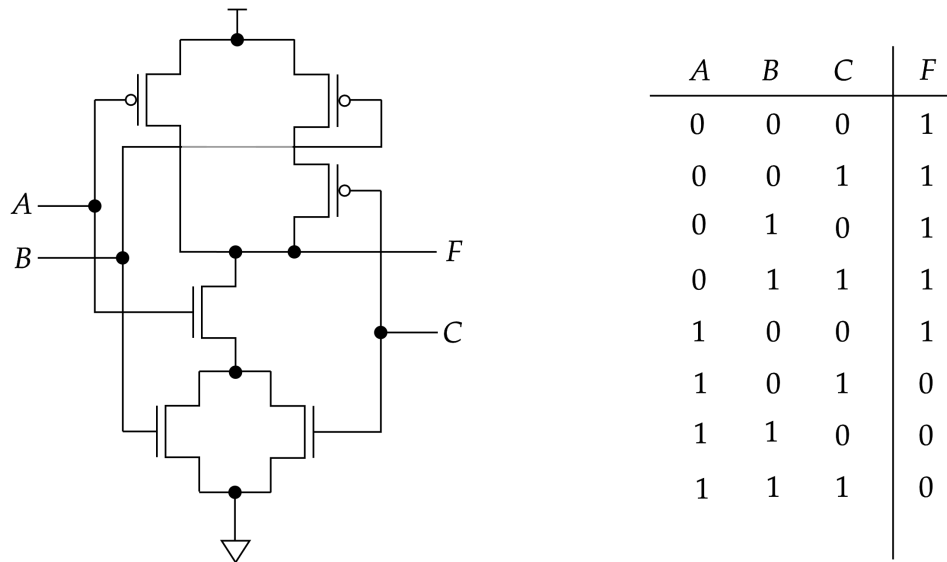 A
B
F
C
A B C F
0 0 0 1
0 0 1 1
0 1 0 1
0 1 1 1
1 0 0 1
1 0 1 0
1 1 0 0
1 1 1 0